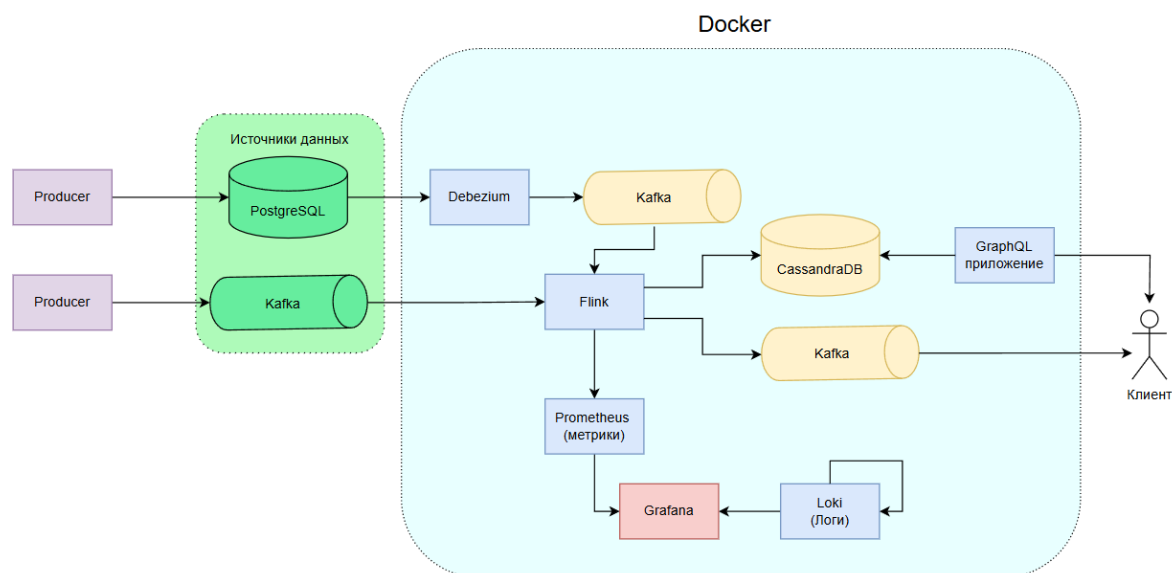 Docker
Источники данных
Producer
PostgreSQL
Debezium
Kafka
GraphQL
приложение
CassandraDB
Producer
Kafka
Flink
Kafka
Клиент
Prometheus
(метрики)
Grafana
Loki
(Логи)